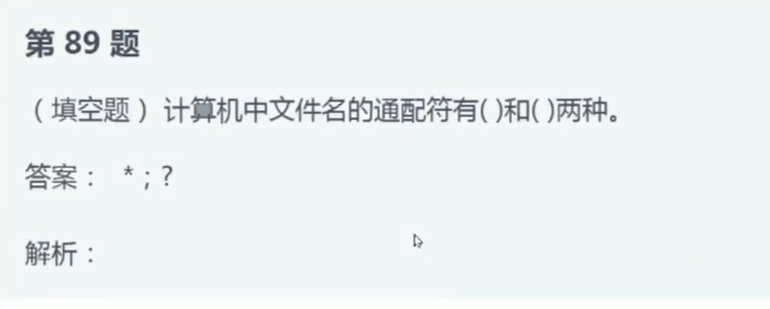 第 89 题
（填空题） 计算机中文件名的通配符有( )和( )两种。
答案： * ; ?
解析：